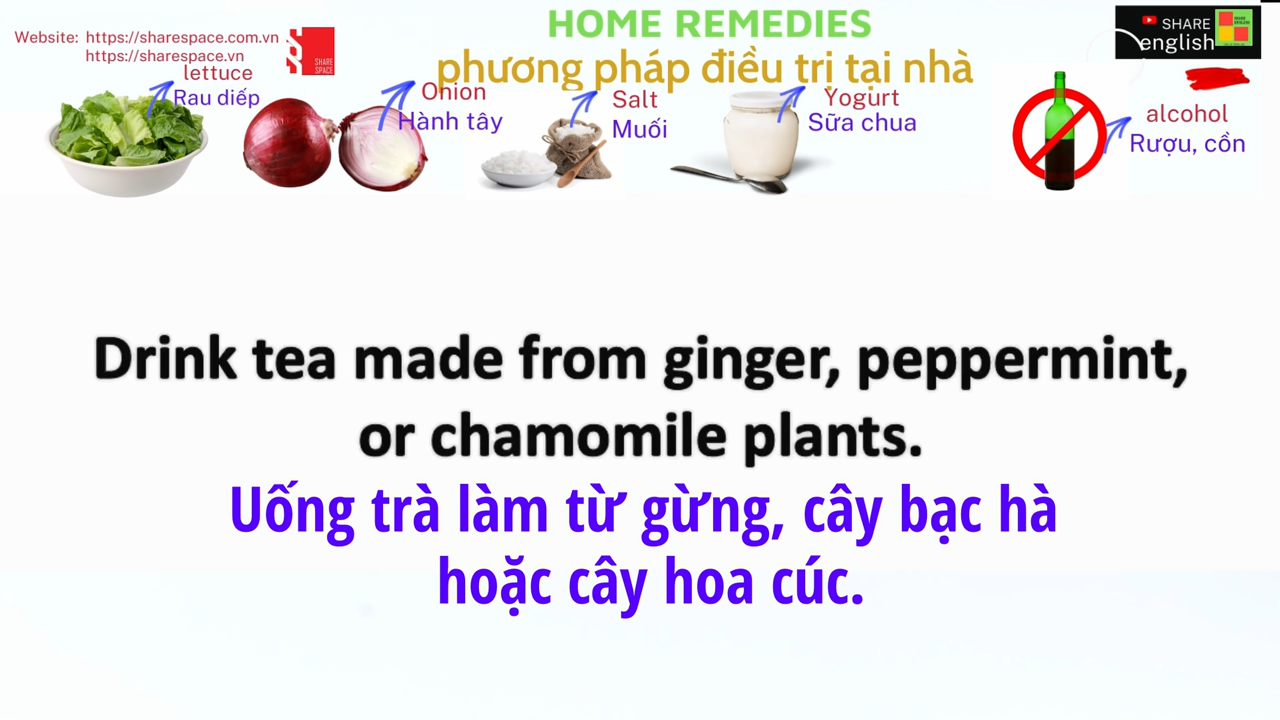 HOME REMEDIES
phương pháp điều trị tại nhà
Website: https://sharespace.com.vn
https://sharespace.vn
SHARE
SPACE
SHARE
english
lettuce
Rau diếp
Onion
Hành tây
Salt
Muối
Yogurt
Sữa chua
alcohol
Rượu, cồn
Drink tea made from ginger, peppermint,
or chamomile plants.
Uống trà làm từ gừng, cây bạc hà
hoặc cây hoa cúc.